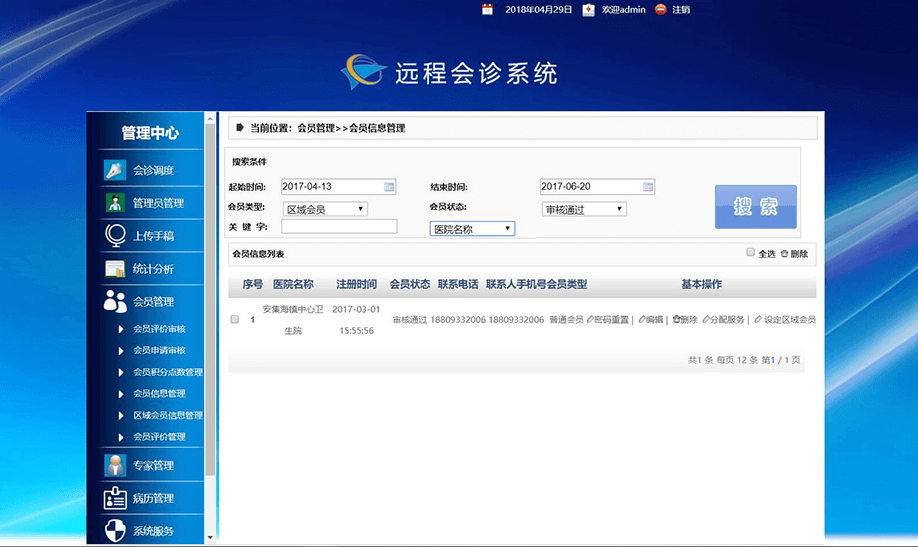 2018年04月29日 欢迎admin 注销
远程会诊系统
管理中心
会诊调度
管理员管理
上传手稿
统计分析
会员管理
会员评价审核
会员申请审核
会员积分点数管理
会员信息管理
区域会员信息管理
会员评价管理
专家管理
病历管理
系统服务
当前位置：会员管理>>会员信息管理
搜索条件
起始时间: 2017-04-13 结束时间: 2017-06-20
会员类型: 区域会员 会员状态: 审核通过
关 键 字: 医院名称
搜 索
会员信息列表 全选 删除
序号 医院名称 注册时间 会员状态 联系电话 联系人手机号会员类型 基本操作
1 安集海镇中心卫生院 2017-03-01 15:55:56 审核通过 18809332006 18809332006 普通会员 密码重置 | 编辑 | 删除 分配服务 | 设定区域会员
共1 条 每页 12 条 第1 / 1 页